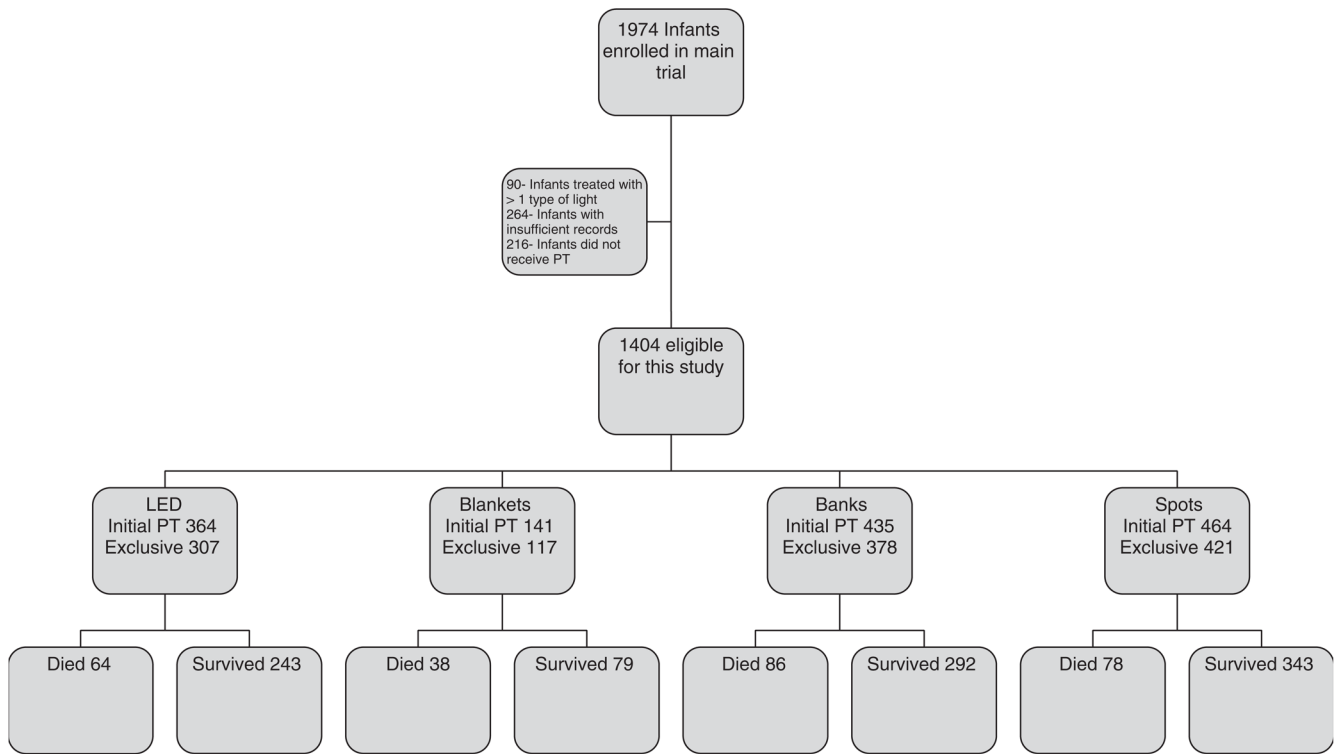 1974 Infants
enrolled in main
trial
90- Infants treated with
> 1 type of light
264- Infants with
insufficient records
216- Infants did not
receive PT
1404 eligible
for this study
LED
Initial PT 364
Exclusive 307
Blankets
Initial PT 141
Exclusive 117
Banks
Initial PT 435
Exclusive 378
Spots
Initial PT 464
Exclusive 421
Died 64
Survived 243
Died 38
Survived 79
Died 86
Survived 292
Died 78
Survived 343